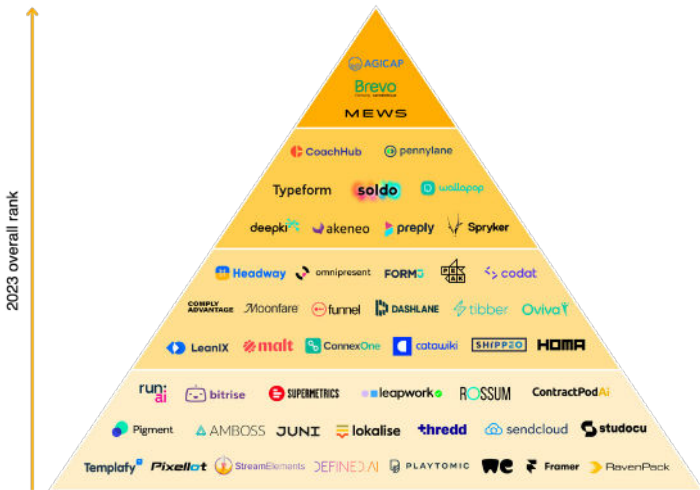 AGICAP
Brevo
MEWS
CoachHub pennylane
Typeform soldo wallapop
deepki akeneo preply Spryker
2023 overall rank
Headway omnipresent FORM3 PEAK codat
COMPLY
ADVANTAGE Moonfare funnel DASHLANE tibber Oviva
LeanIX malt ConnexOne catawiki SHIPPEO HOMA
run:
ai bitrise SUPERMETRICS leapwork ROSSUM ContractPodAi
Pigment AMBOSS JUNI lokalise thredd sendcloud studocu
Templafy Pixellot StreamElements DEFINED AI PLAYTOMIC we Framer RavenPack